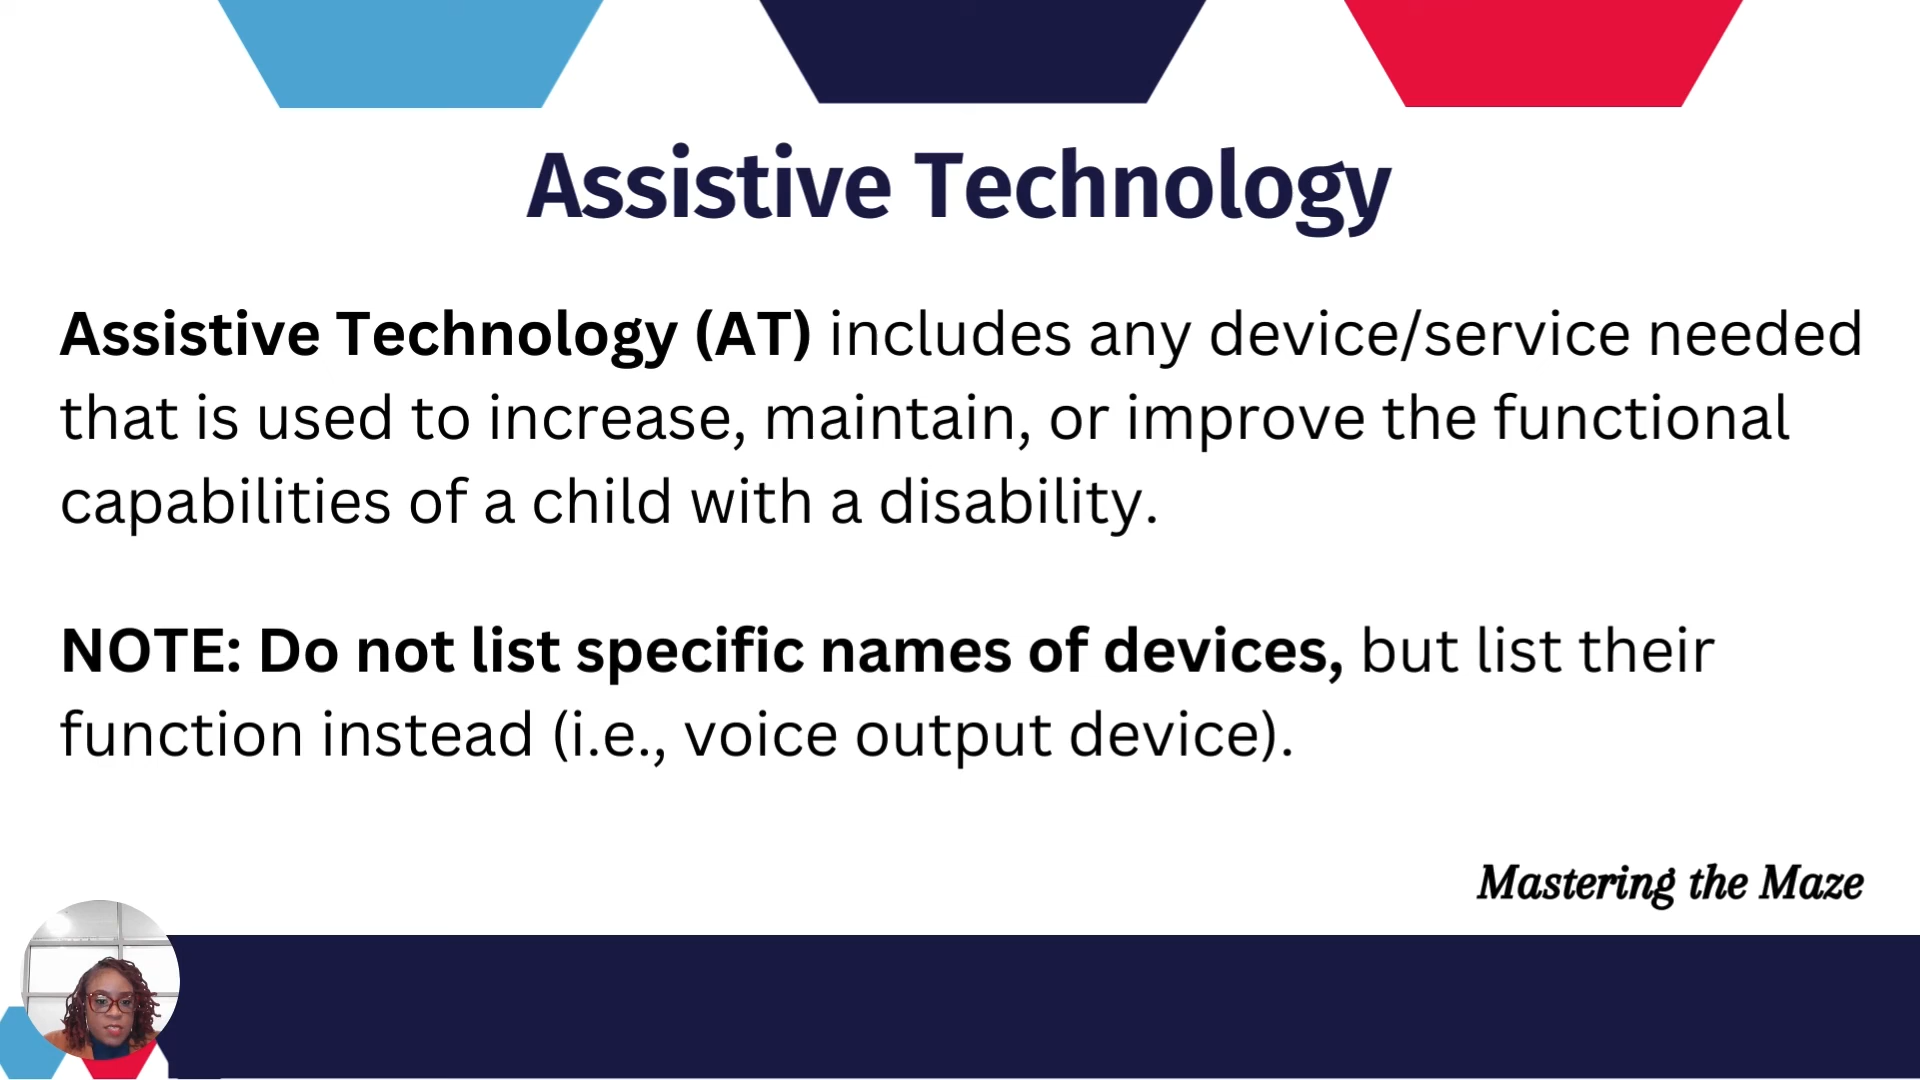 Assistive Technology
Assistive Technology (AT) includes any device/service needed
that is used to increase, maintain, or improve the functional
capabilities of a child with a disability.
NOTE: Do not list specific names of devices, but list their
function instead (i.e., voice output device).
Mastering the Maze